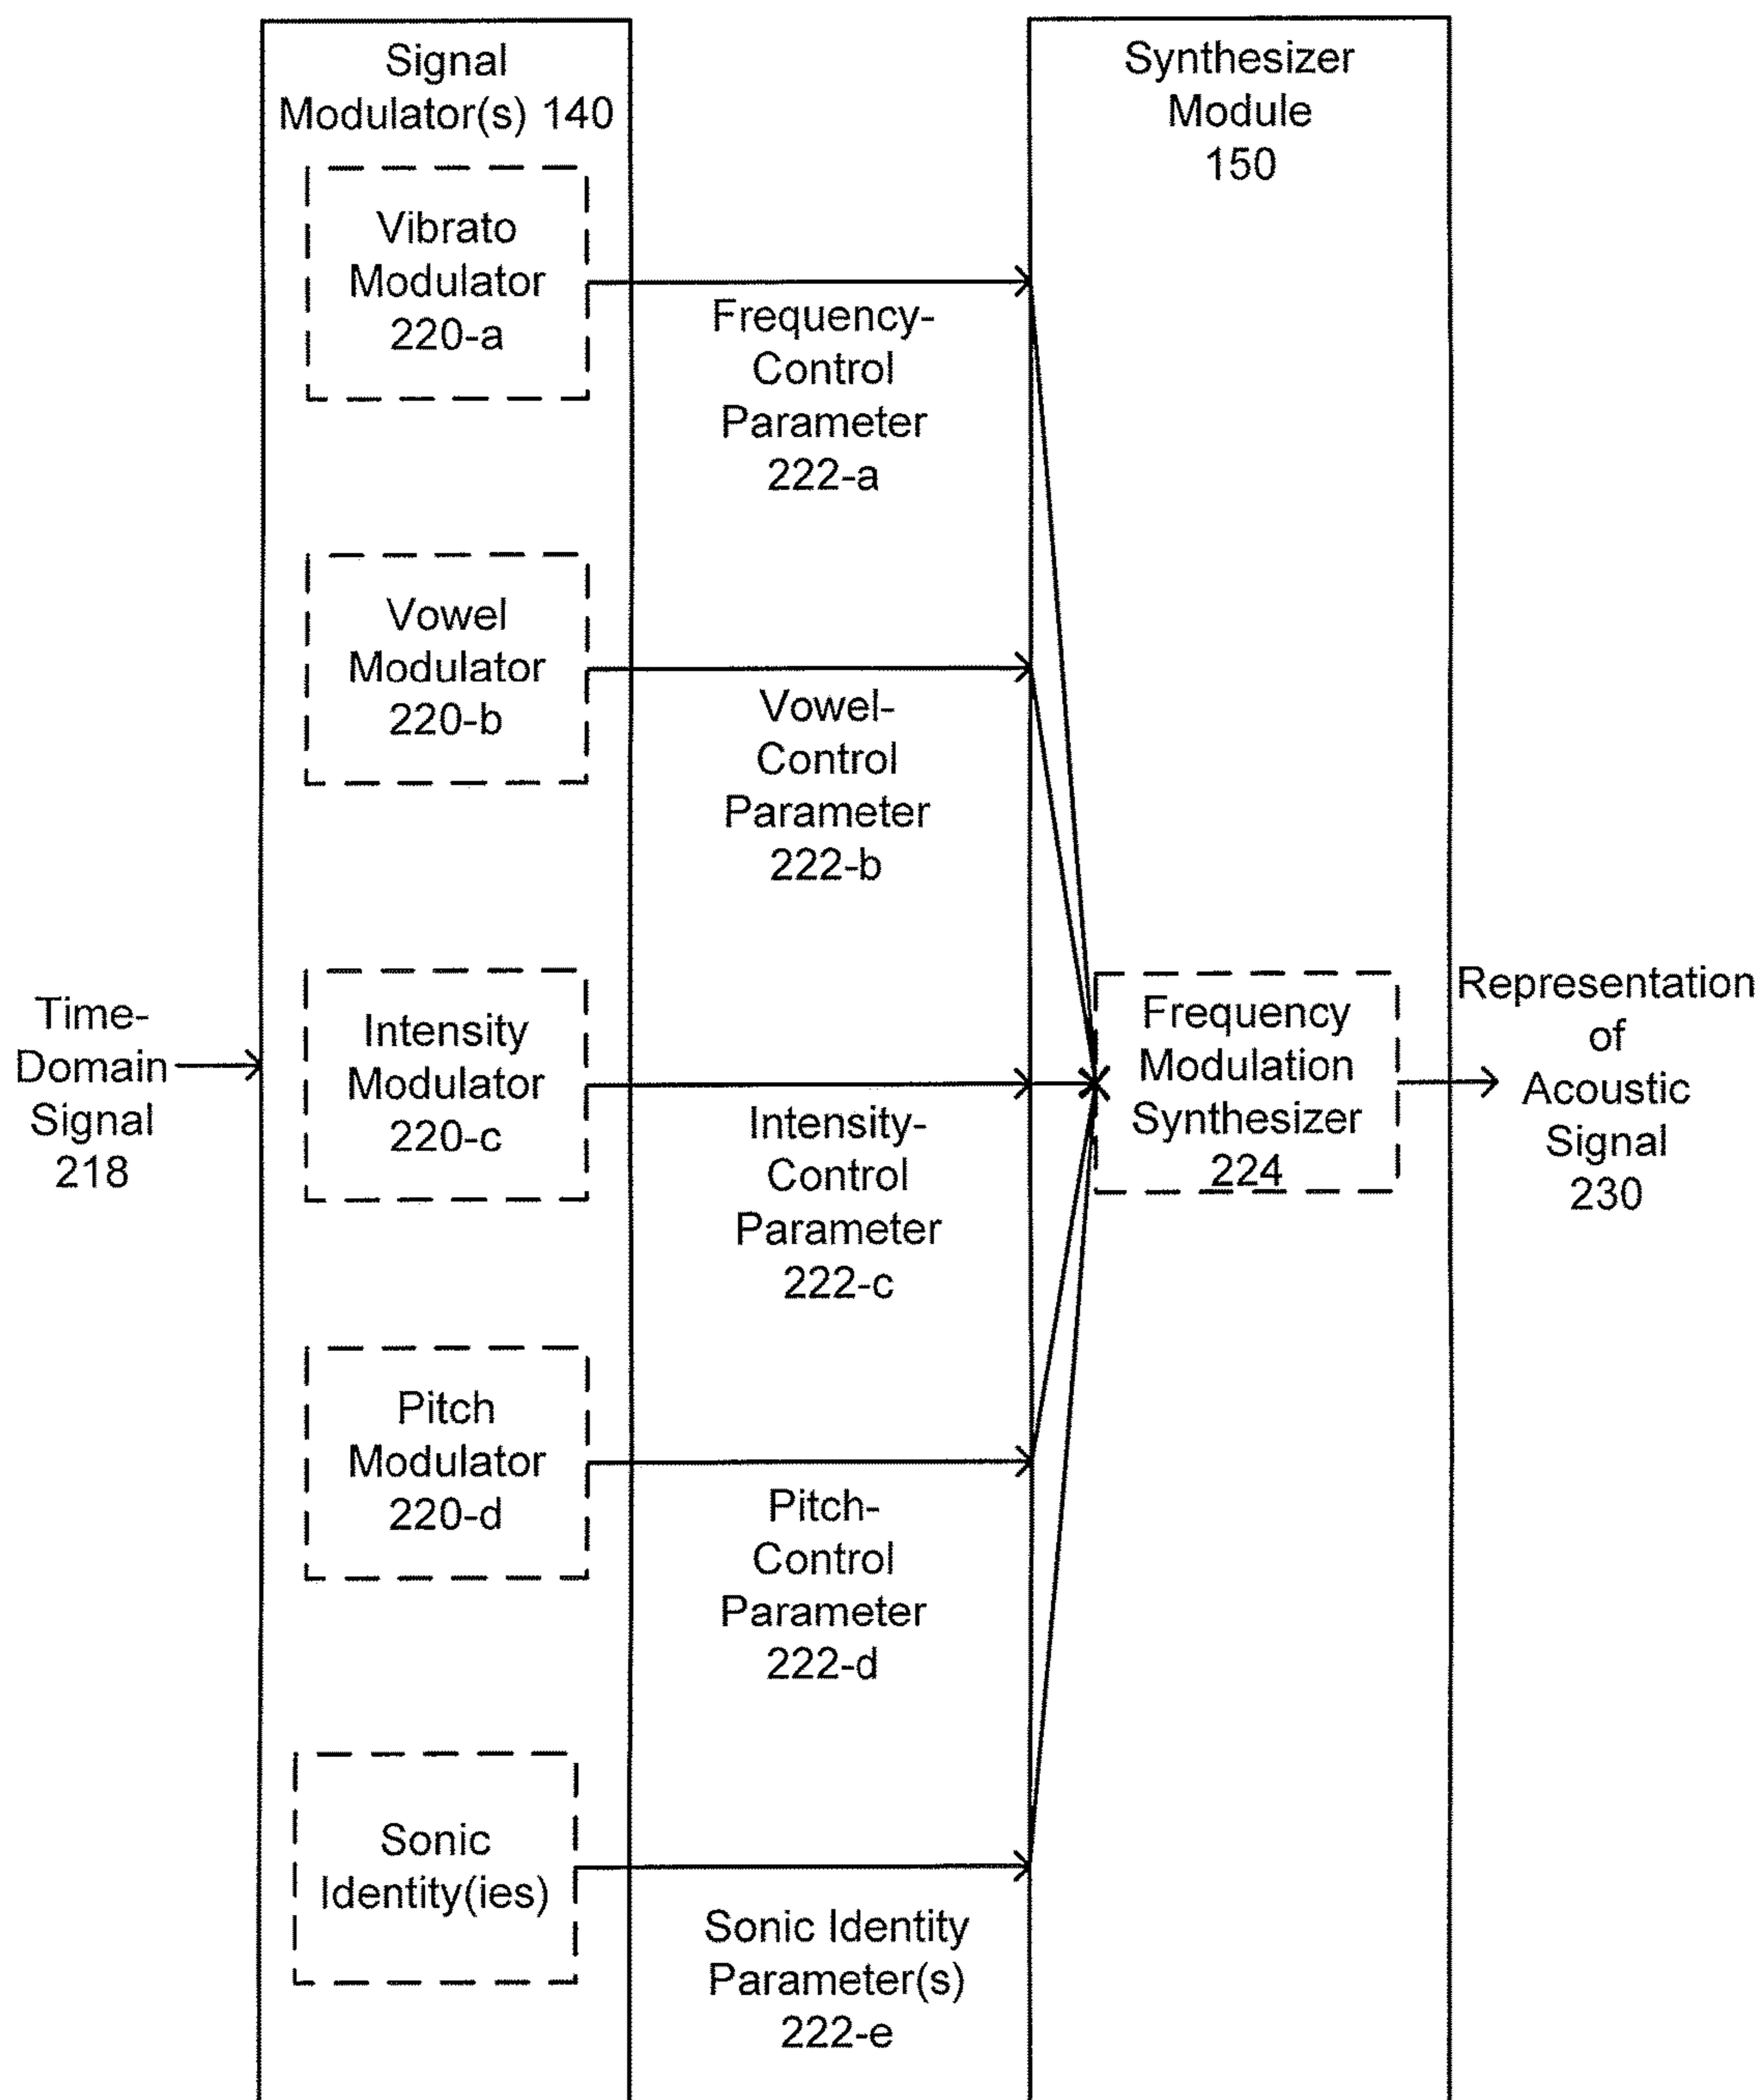 Signal
Modulator(s) 140
Synthesizer
Module
150
Vibrato
Modulator
220-a
Frequency-
Control
Parameter
222-a
Vowel
Modulator
220-b
Vowel-
Control
Parameter
222-b
Time-
Domain
Signal
218
Intensity
Modulator
220-c
Intensity-
Control
Parameter
222-c
Frequency
Modulation
Synthesizer
224
Representation
of
Acoustic
Signal
230
Pitch
Modulator
220-d
Pitch-
Control
Parameter
222-d
Sonic
Identity(ies)
Sonic Identity
Parameter(s)
222-e